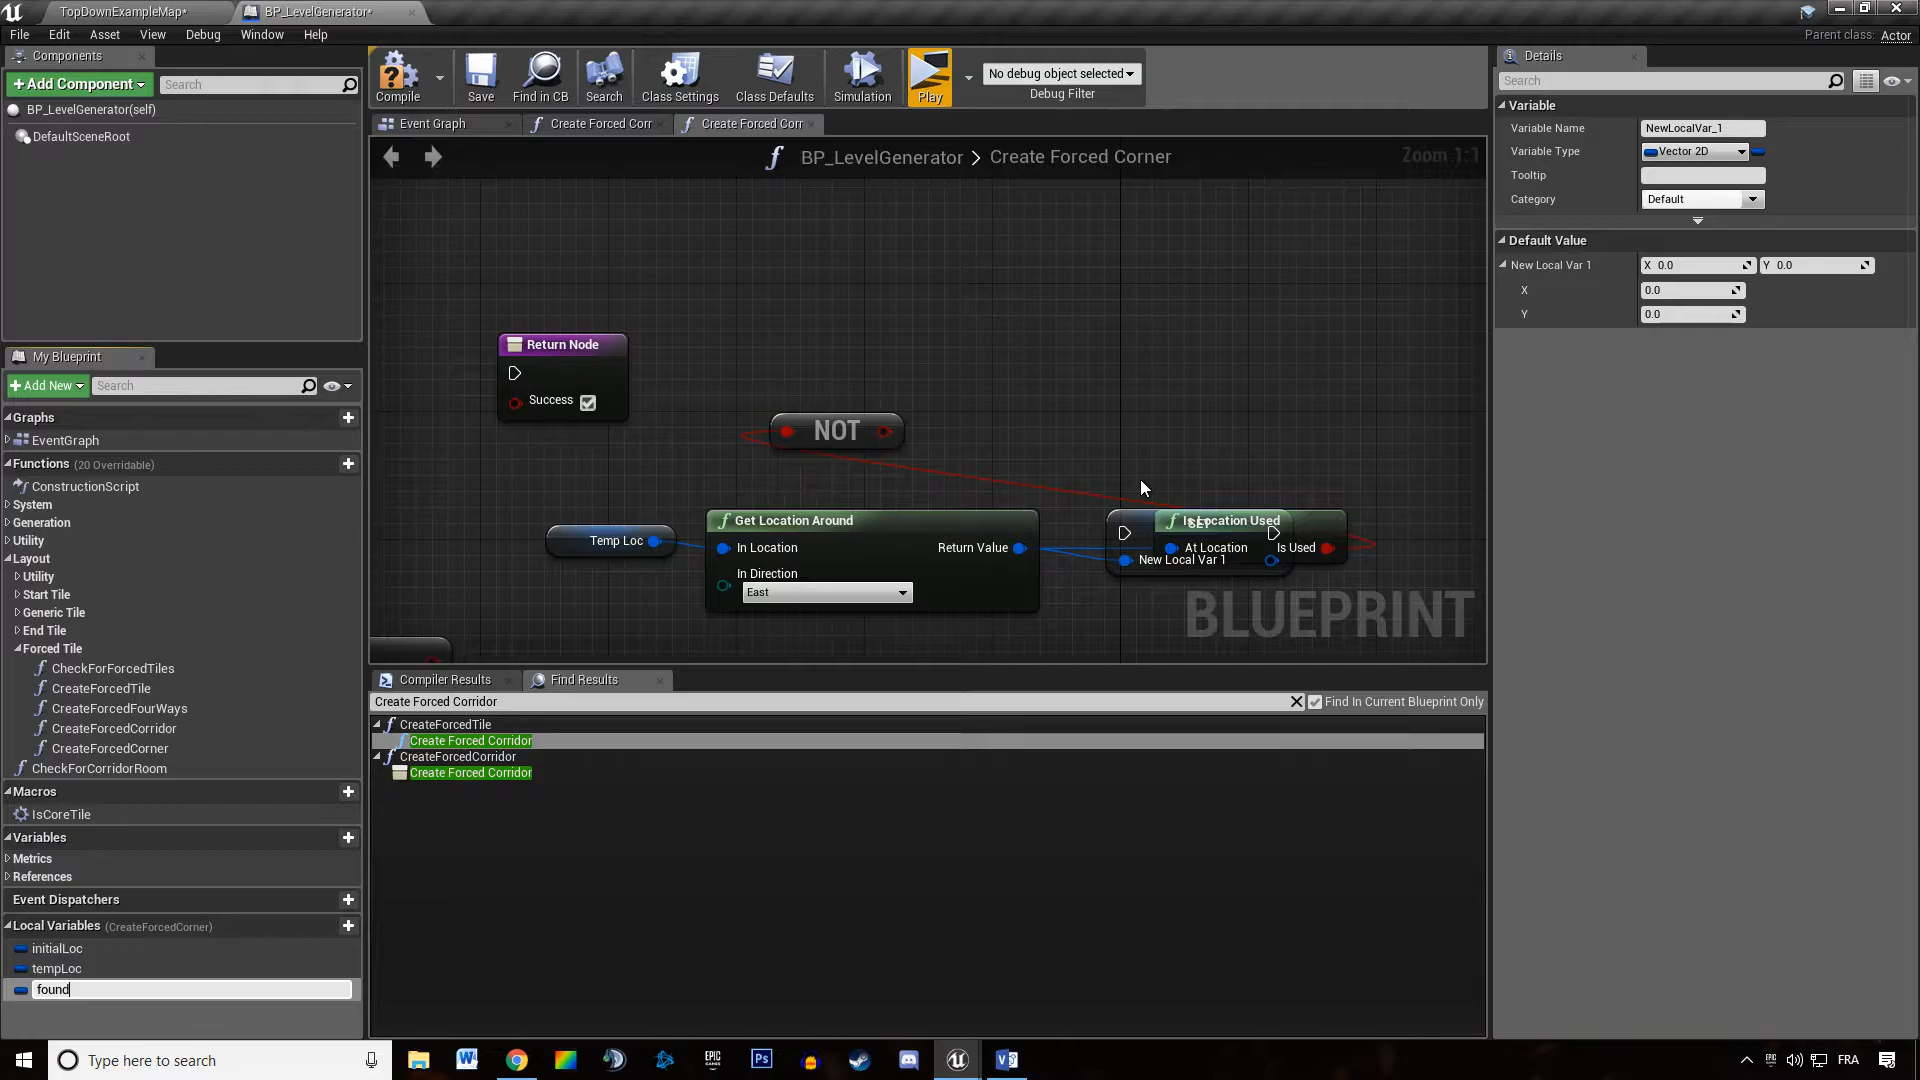 TopDownExampleMap*
BP_LevelGenerator*
File Edit Asset View Debug Window Help
Parent class: Actor
Components
+Add Component
Search
BP_LevelGenerator(self)
DefaultSceneRoot
Compile
Save
Find in CB
Search
Class Settings
Class Defaults
Simulation
Play
No debug object selected
Debug Filter
Event Graph
Create Forced Corr
Create Forced Corr
BP_LevelGenerator > Create Forced Corner
Zoom 1:1
Return Node
Success
NOT
Temp Loc
Get Location Around
In Location
Return Value
In Direction
East
Is Location Used
SET
At Location
Is Used
New Local Var 1
BLUEPRINT
My Blueprint
+Add New
Search
Graphs
EventGraph
Functions (20 Overridable)
ConstructionScript
System
Generation
Utility
Layout
Utility
Start Tile
Generic Tile
End Tile
Forced Tile
CheckForForcedTiles
CreateForcedTile
CreateForcedFourWays
CreateForcedCorridor
CreateForcedCorner
CheckForCorridorRoom
Macros
IsCoreTile
Variables
Metrics
References
Event Dispatchers
Local Variables (CreateForcedCorner)
initialLoc
tempLoc
found
Compiler Results
Find Results
Create Forced Corridor
Find In Current Blueprint Only
CreateForcedTile
Create Forced Corridor
CreateForcedCorridor
Create Forced Corridor
Details
Search
Variable
Variable Name NewLocalVar_1
Variable Type Vector 2D
Tooltip
Category Default
Default Value
New Local Var 1 X 0.0 Y 0.0
X 0.0
Y 0.0
Type here to search
FRA